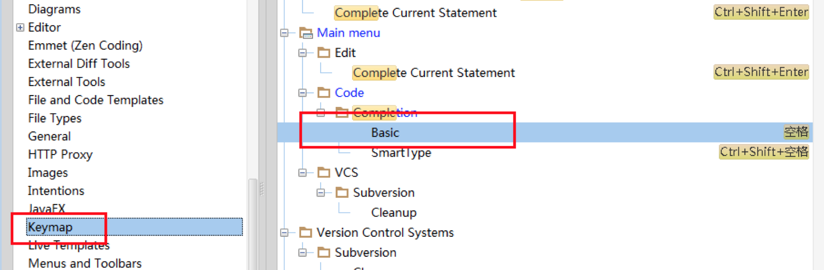 Diagrams
Editor
Emmet (Zen Coding)
External Diff Tools
External Tools
File and Code Templates
File Types
General
HTTP Proxy
Images
Intentions
JavaFX
Keymap
Live Templates
Menus and Toolbars
Complete Current Statement Ctrl+Shift+Enter
Main menu
Edit
Complete Current Statement Ctrl+Shift+Enter
Code
Completion
Basic 空格
SmartType Ctrl+Shift+空格
VCS
Subversion
Cleanup
Version Control Systems
Subversion